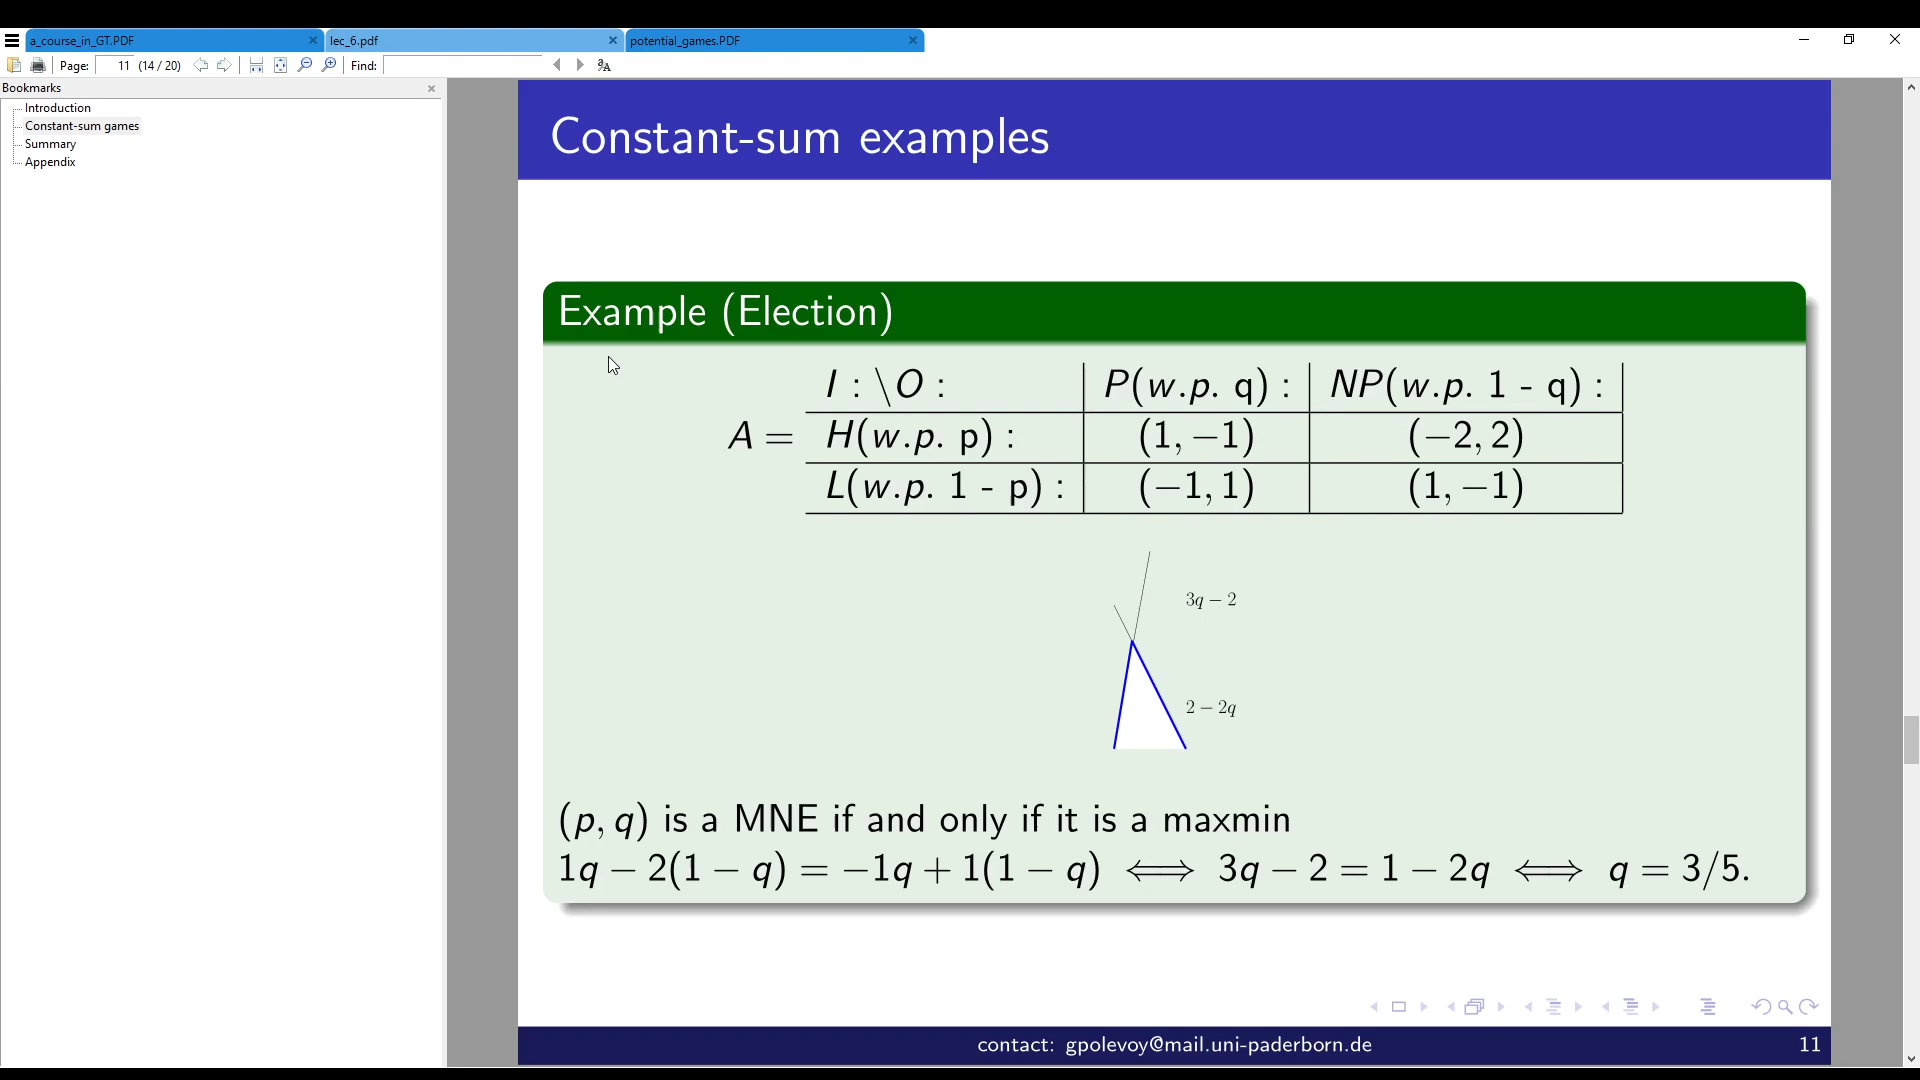 a_course_in_GT.PDF
lec_6.pdf
potential_games.PDF
Page: 11 (14 / 20) Find:
Bookmarks
Introduction
Constant-sum games
Summary
Appendix
Constant-sum examples
Example (Election)
I : \O : P(w.p. q) : NP(w.p. 1 - q) :
A = H(w.p. p) : (1, −1) (−2, 2)
L(w.p. 1 - p) : (−1, 1) (1, −1)
3q − 2
2 − 2q
(p, q) is a MNE if and only if it is a maxmin
1q − 2(1 − q) = −1q + 1(1 − q) ⟺ 3q − 2 = 1 − 2q ⟺ q = 3/5.
contact: gpolevoy@mail.uni-paderborn.de 11